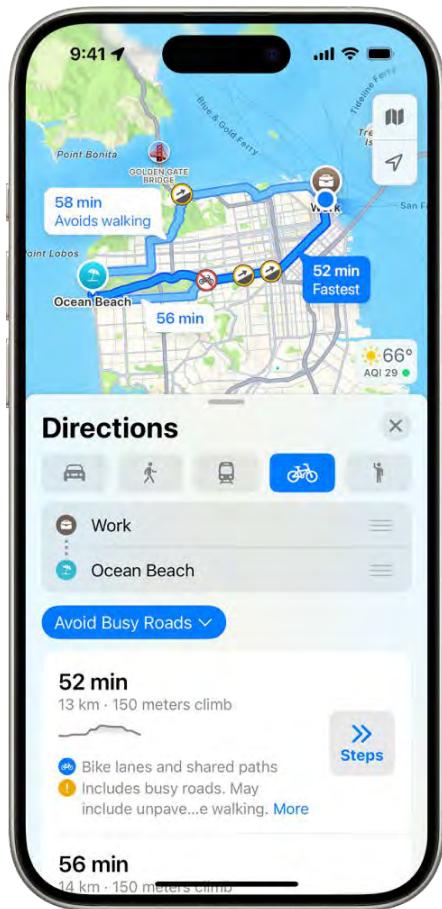 9:41
Blue & Gold Ferry
Tideline Ferry
Point Bonita
GOLDEN GATE
BRIDGE
58 min
Avoids walking
Work
San F
oint Lobos
Ocean Beach
52 min
Fastest
56 min
66°
AQI 29
Directions
Work
Ocean Beach
Avoid Busy Roads
52 min
13 km · 150 meters climb
Steps
Bike lanes and shared paths
Includes busy roads. May
include unpave...e walking. More
56 min
14 km · 150 meters climb